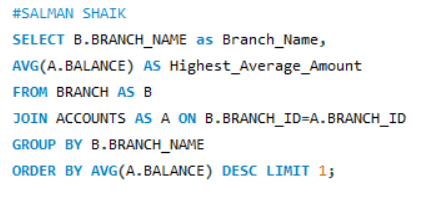 #SALMAN SHAIK
SELECT B.BRANCH_NAME as Branch_Name,
AVG(A.BALANCE) AS Highest_Average_Amount
FROM BRANCH AS B
JOIN ACCOUNTS AS A ON B.BRANCH_ID=A.BRANCH_ID
GROUP BY B.BRANCH_NAME
ORDER BY AVG(A.BALANCE) DESC LIMIT 1;